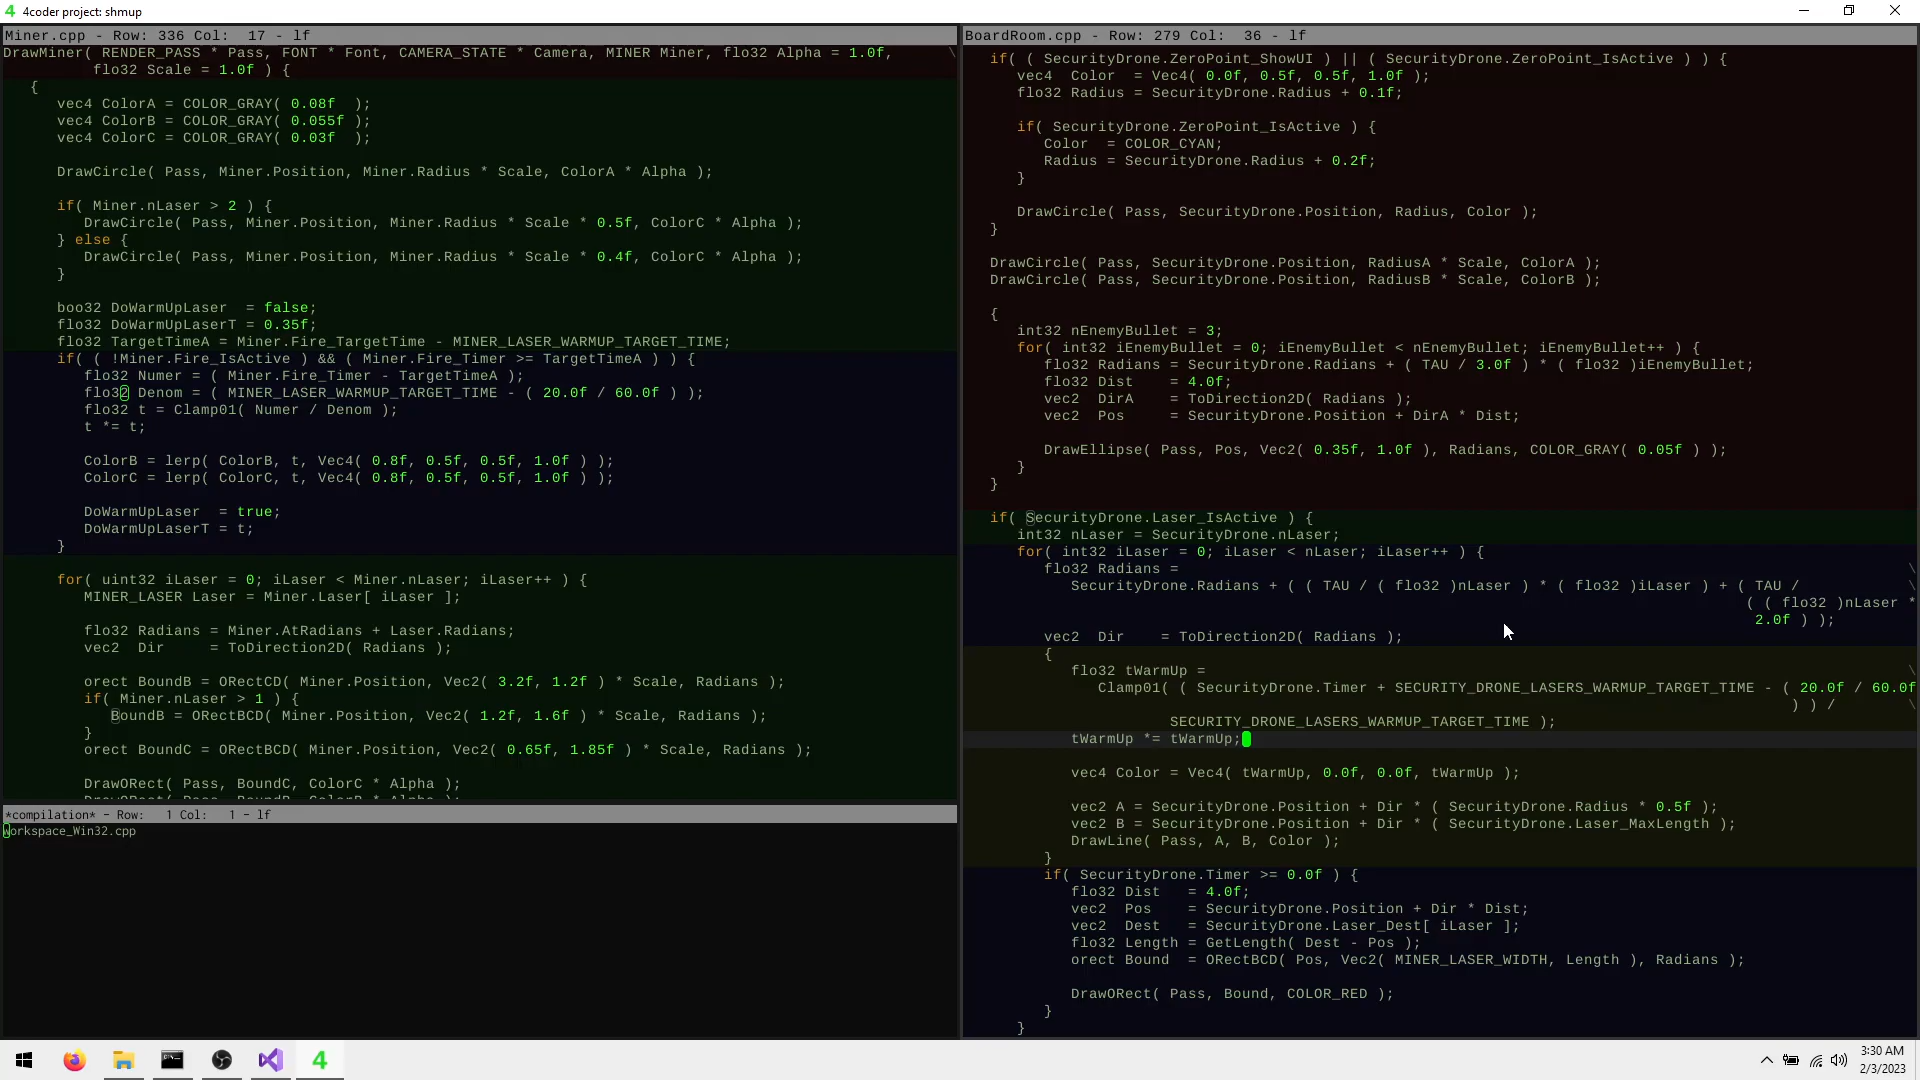 4coder project: shmup
Miner.cpp - Row: 336 Col:  17 - lf
DrawMiner( RENDER_PASS * Pass, FONT * Font, CAMERA_STATE * Camera, MINER Miner, flo32 Alpha = 1.0f, \
flo32 Scale = 1.0f ) {
{
vec4 ColorA = COLOR_GRAY( 0.08f  );
vec4 ColorB = COLOR_GRAY( 0.055f );
vec4 ColorC = COLOR_GRAY( 0.03f  );
DrawCircle( Pass, Miner.Position, Miner.Radius * Scale, ColorA * Alpha );
if( Miner.nLaser > 2 ) {
DrawCircle( Pass, Miner.Position, Miner.Radius * Scale * 0.5f, ColorC * Alpha );
} else {
DrawCircle( Pass, Miner.Position, Miner.Radius * Scale * 0.4f, ColorC * Alpha );
}
boo32 DoWarmUpLaser  = false;
flo32 DoWarmUpLaserT = 0.35f;
flo32 TargetTimeA = Miner.Fire_TargetTime - MINER_LASER_WARMUP_TARGET_TIME;
if( ( !Miner.Fire_IsActive ) && ( Miner.Fire_Timer >= TargetTimeA ) ) {
flo32 Numer = ( Miner.Fire_Timer - TargetTimeA );
flo32 Denom = ( MINER_LASER_WARMUP_TARGET_TIME - ( 20.0f / 60.0f ) );
flo32 t = Clamp01( Numer / Denom );
t *= t;
ColorB = lerp( ColorB, t, Vec4( 0.8f, 0.5f, 0.5f, 1.0f ) );
ColorC = lerp( ColorC, t, Vec4( 0.8f, 0.5f, 0.5f, 1.0f ) );
DoWarmUpLaser  = true;
DoWarmUpLaserT = t;
}
for( uint32 iLaser = 0; iLaser < Miner.nLaser; iLaser++ ) {
MINER_LASER Laser = Miner.Laser[ iLaser ];
flo32 Radians = Miner.AtRadians + Laser.Radians;
vec2  Dir     = ToDirection2D( Radians );
orect BoundB = ORectCD( Miner.Position, Vec2( 3.2f, 1.2f ) * Scale, Radians );
if( Miner.nLaser > 1 ) {
BoundB = ORectBCD( Miner.Position, Vec2( 1.2f, 1.6f ) * Scale, Radians );
}
orect BoundC = ORectBCD( Miner.Position, Vec2( 0.65f, 1.85f ) * Scale, Radians );
DrawORect( Pass, BoundC, ColorC * Alpha );
DrawORect( Pass, BoundB, ColorB * Alpha );
*compilation* - Row:   1 Col:   1 - lf
Workspace_Win32.cpp
BoardRoom.cpp - Row: 279 Col:  36 - lf
if( ( SecurityDrone.ZeroPoint_ShowUI ) || ( SecurityDrone.ZeroPoint_IsActive ) ) {
vec4  Color  = Vec4( 0.0f, 0.5f, 0.5f, 1.0f );
flo32 Radius = SecurityDrone.Radius + 0.1f;
if( SecurityDrone.ZeroPoint_IsActive ) {
Color  = COLOR_CYAN;
Radius = SecurityDrone.Radius + 0.2f;
}
DrawCircle( Pass, SecurityDrone.Position, Radius, Color );
}
DrawCircle( Pass, SecurityDrone.Position, RadiusA * Scale, ColorA );
DrawCircle( Pass, SecurityDrone.Position, RadiusB * Scale, ColorB );
{
int32 nEnemyBullet = 3;
for( int32 iEnemyBullet = 0; iEnemyBullet < nEnemyBullet; iEnemyBullet++ ) {
flo32 Radians = SecurityDrone.Radians + ( TAU / 3.0f ) * ( flo32 )iEnemyBullet;
flo32 Dist    = 4.0f;
vec2  DirA    = ToDirection2D( Radians );
vec2  Pos     = SecurityDrone.Position + DirA * Dist;
DrawEllipse( Pass, Pos, Vec2( 0.35f, 1.0f ), Radians, COLOR_GRAY( 0.05f ) );
}
}
if( SecurityDrone.Laser_IsActive ) {
int32 nLaser = SecurityDrone.nLaser;
for( int32 iLaser = 0; iLaser < nLaser; iLaser++ ) {
flo32 Radians = \
SecurityDrone.Radians + ( ( TAU / ( flo32 )nLaser ) * ( flo32 )iLaser ) + ( TAU / \
( ( flo32 )nLaser *
2.0f ) );
vec2  Dir    = ToDirection2D( Radians );
{
flo32 tWarmUp = \
Clamp01( ( SecurityDrone.Timer + SECURITY_DRONE_LASERS_WARMUP_TARGET_TIME - ( 20.0f / 60.0f
) ) / \
SECURITY_DRONE_LASERS_WARMUP_TARGET_TIME );
tWarmUp *= tWarmUp;
vec4 Color = Vec4( tWarmUp, 0.0f, 0.0f, tWarmUp );
vec2 A = SecurityDrone.Position + Dir * ( SecurityDrone.Radius * 0.5f );
vec2 B = SecurityDrone.Position + Dir * ( SecurityDrone.Laser_MaxLength );
DrawLine( Pass, A, B, Color );
}
if( SecurityDrone.Timer >= 0.0f ) {
flo32 Dist   = 4.0f;
vec2  Pos    = SecurityDrone.Position + Dir * Dist;
vec2  Dest   = SecurityDrone.Laser_Dest[ iLaser ];
flo32 Length = GetLength( Dest - Pos );
orect Bound  = ORectBCD( Pos, Vec2( MINER_LASER_WIDTH, Length ), Radians );
DrawORect( Pass, Bound, COLOR_RED );
}
}
4
3:30 AM
2/3/2023